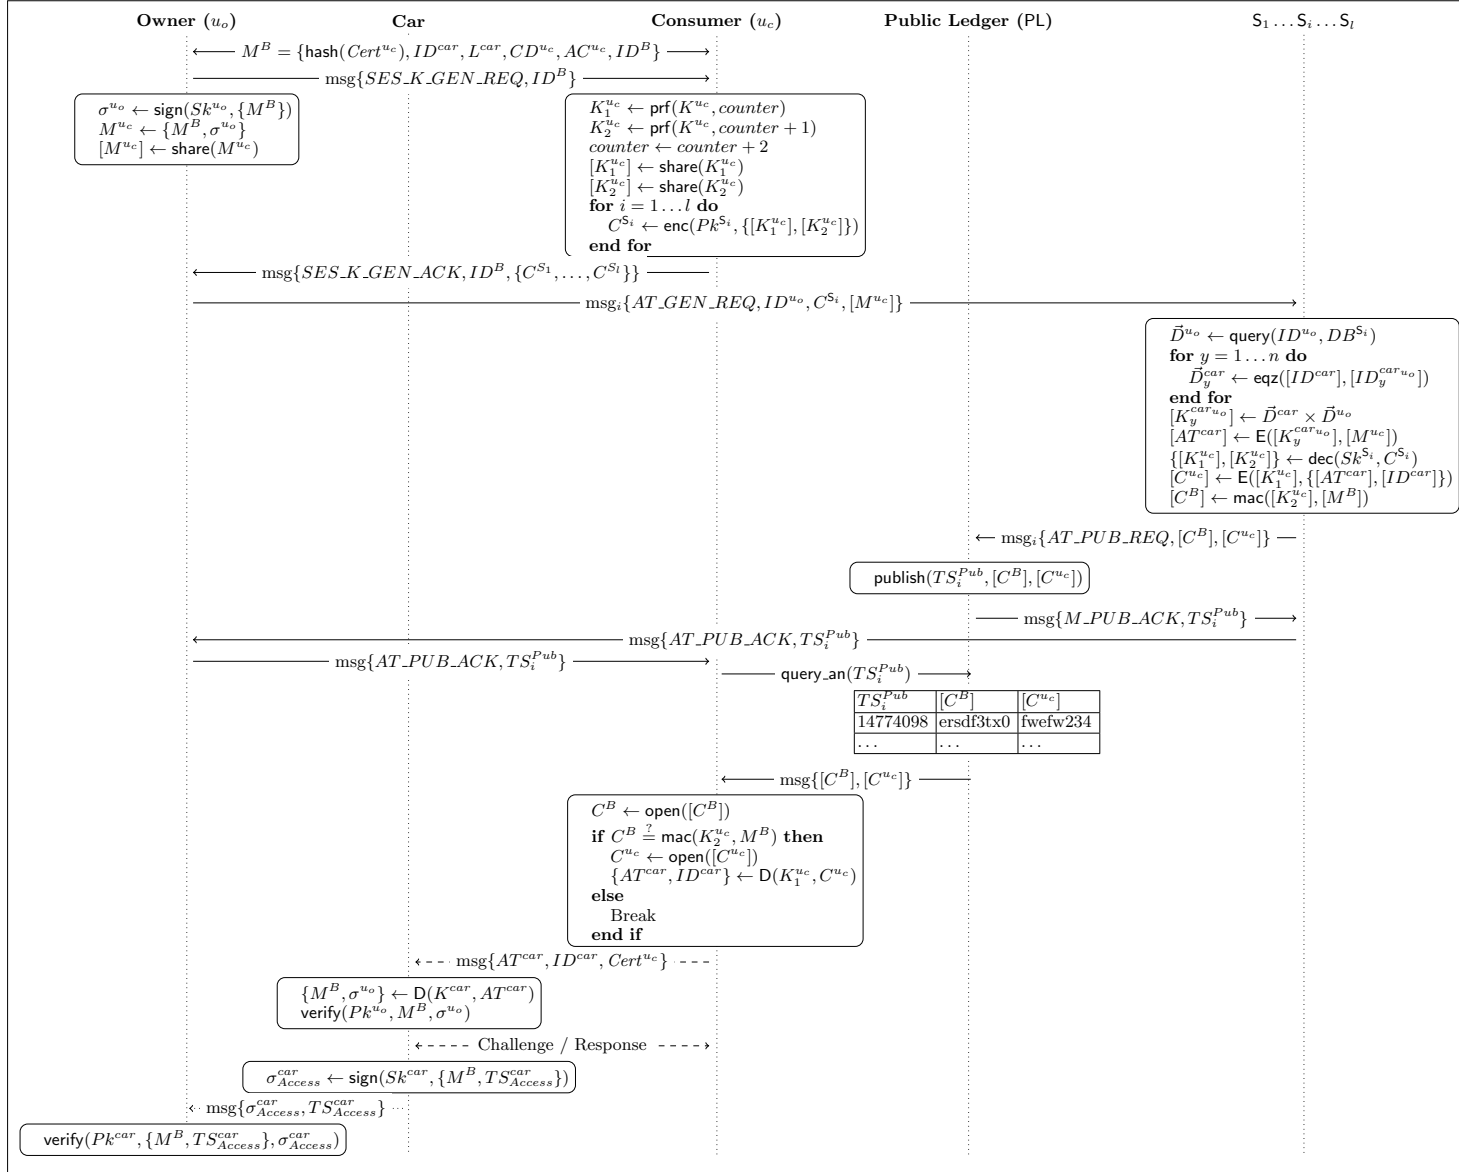 Owner (u_o) Car Consumer (u_c) Public Ledger (PL) S_1 … S_i … S_l
M^B = {hash(Cert^{u_c}), ID^{car}, L^{car}, CD^{u_c}, AC^{u_c}, ID^B}
msg{SES_K_GEN_REQ, ID^B}
σ^{u_o} ← sign(Sk^{u_o}, {M^B})
M^{u_c} ← {M^B, σ^{u_o}}
[M^{u_c}] ← share(M^{u_c})
K_1^{u_c} ← prf(K^{u_c}, counter)
K_2^{u_c} ← prf(K^{u_c}, counter + 1)
counter ← counter + 2
[K_1^{u_c}] ← share(K_1^{u_c})
[K_2^{u_c}] ← share(K_2^{u_c})
for i = 1 … l do
C^{S_i} ← enc(Pk^{S_i}, {[K_1^{u_c}], [K_2^{u_c}]})
end for
msg{SES_K_GEN_ACK, ID^B, {C^{S_1}, …, C^{S_l}}}
msg_i{AT_GEN_REQ, ID^{u_o}, C^{S_i}, [M^{u_c}]}
D⃗^{u_o} ← query(ID^{u_o}, DB^{S_i})
for y = 1 … n do
D⃗_y^{car} ← eqz([ID^{car}], [ID_y^{car_{u_o}}])
end for
[K_y^{car_{u_o}}] ← D⃗^{car} × D⃗^{u_o}
[AT^{car}] ← E([K_y^{car_{u_o}}], [M^{u_c}])
{[K_1^{u_c}], [K_2^{u_c}]} ← dec(Sk^{S_i}, C^{S_i})
[C^{u_c}] ← E([K_1^{u_c}], {[AT^{car}], [ID^{car}]})
[C^B] ← mac([K_2^{u_c}], [M^B])
msg_i{AT_PUB_REQ, [C^B], [C^{u_c}]}
publish(TS_i^{Pub}, [C^B], [C^{u_c}])
msg{M_PUB_ACK, TS_i^{Pub}}
msg{AT_PUB_ACK, TS_i^{Pub}}
msg{AT_PUB_ACK, TS_i^{Pub}}
query_an(TS_i^{Pub})
TS_i^{Pub} [C^B] [C^{u_c}]
14774098 ersdf3tx0 fwefw234
… … …
msg{[C^B], [C^{u_c}]}
C^B ← open([C^B])
if C^B ≟ mac(K_2^{u_c}, M^B) then
C^{u_c} ← open([C^{u_c}])
{AT^{car}, ID^{car}} ← D(K_1^{u_c}, C^{u_c})
else
Break
end if
msg{AT^{car}, ID^{car}, Cert^{u_c}}
{M^B, σ^{u_o}} ← D(K^{car}, AT^{car})
verify(Pk^{u_o}, M^B, σ^{u_o})
Challenge / Response
σ_{Access}^{car} ← sign(Sk^{car}, {M^B, TS_{Access}^{car}})
msg{σ_{Access}^{car}, TS_{Access}^{car}}
verify(Pk^{car}, {M^B, TS_{Access}^{car}}, σ_{Access}^{car})